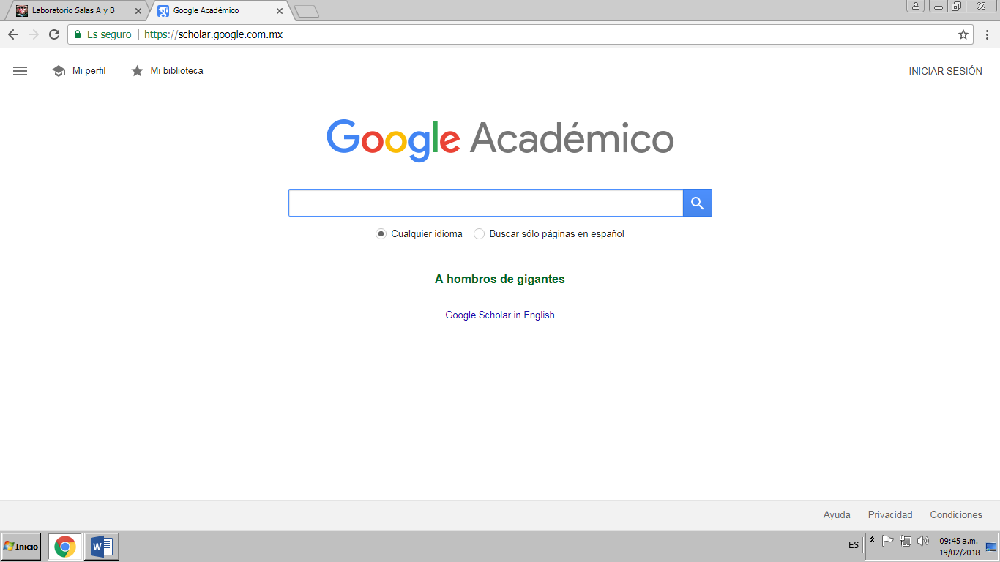 Laboratorio Salas A y B
Google Académico
Es seguro
https://scholar.google.com.mx
Mi perfil
Mi biblioteca
INICIAR SESIÓN
Google Académico
Cualquier idioma
Buscar sólo páginas en español
A hombros de gigantes
Google Scholar in English
Ayuda
Privacidad
Condiciones
Inicio
ES
09:45 a.m.
19/02/2018